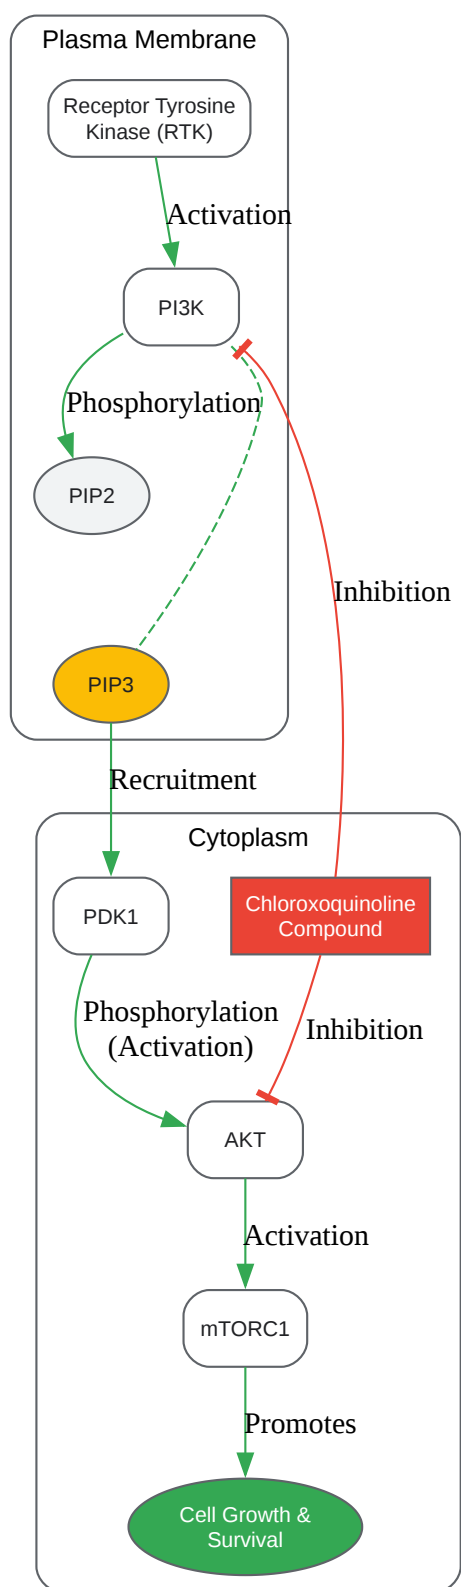 Plasma Membrane
Receptor Tyrosine
Kinase (RTK)
Activation
PI3K
Phosphorylation
PIP2
Inhibition
PIP3
Recruitment
Cytoplasm
PDK1
Chloroxoquinoline
Compound
Phosphorylation
(Activation)
Inhibition
AKT
Activation
mTORC1
Promotes
Cell Growth &
Survival